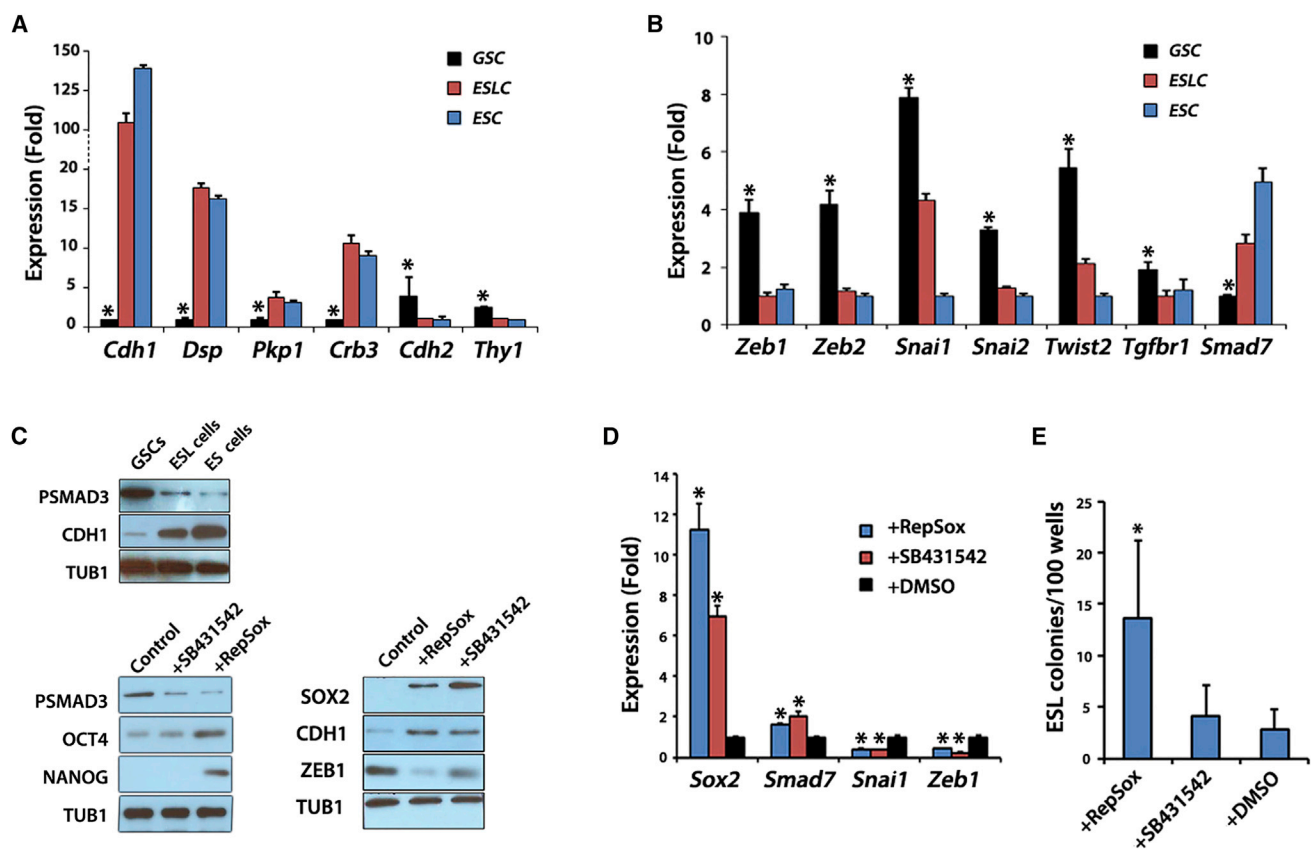 A
Expression (Fold)
150
125
100
20
15
10
5
0
GSC
ESLC
ESC
* * * * * *
Cdh1 Dsp Pkp1 Crb3 Cdh2 Thy1
B
Expression (Fold)
10
8
6
4
2
0
GSC
ESLC
ESC
* * * * * * *
Zeb1 Zeb2 Snai1 Snai2 Twist2 Tgfbr1 Smad7
C
GSCs ESL cells ES cells
PSMAD3
CDH1
TUB1
Control +SB431542 +RepSox
PSMAD3
OCT4
NANOG
TUB1
Control +RepSox +SB431542
SOX2
CDH1
ZEB1
TUB1
D
Expression (Fold)
14
12
10
8
6
4
2
0
+RepSox
+SB431542
+DMSO
* * * * * * * *
Sox2 Smad7 Snai1 Zeb1
E
ESL colonies/100 wells
25
20
15
10
5
0
*
+RepSox +SB431542 +DMSO